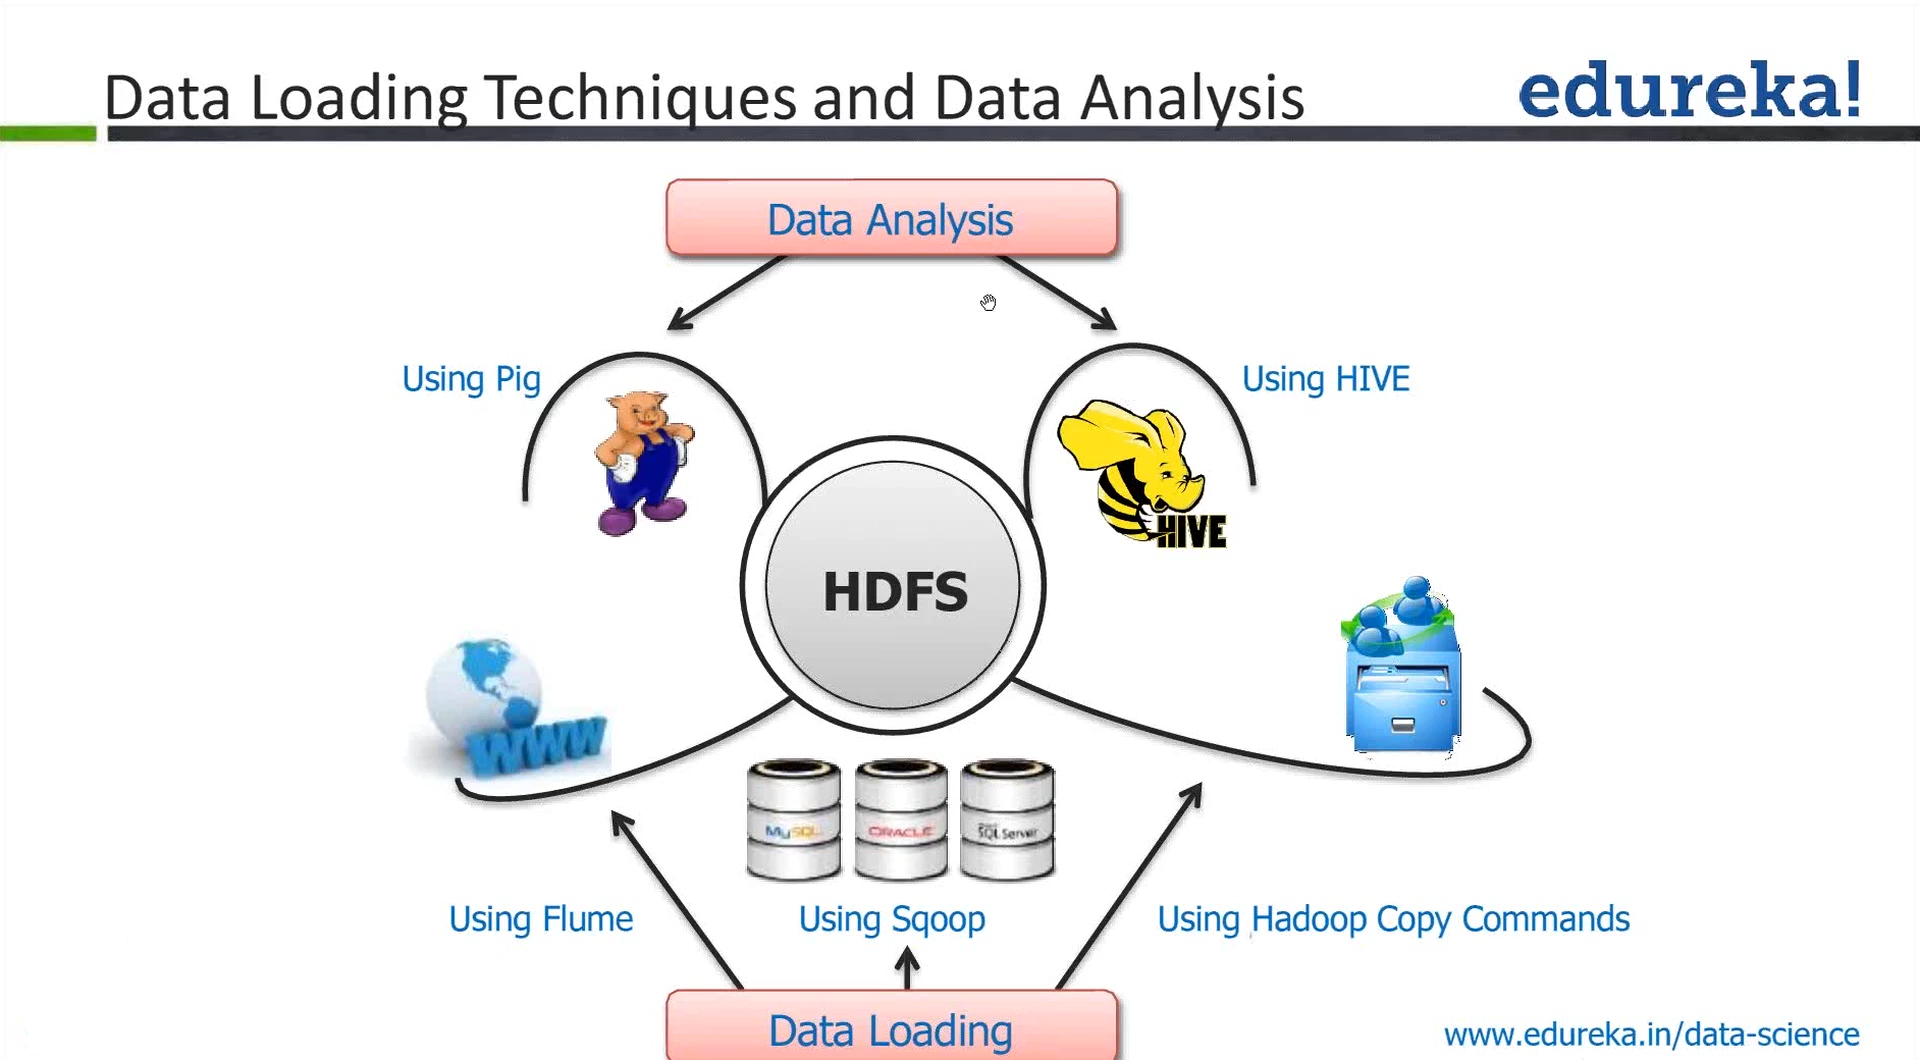 Data Loading Techniques and Data Analysis
edureka!
Data Analysis
Using Pig
Using HIVE
HIVE
HDFS
www
MySQL
ORACLE
SQL Server
Using Flume
Using Sqoop
Using Hadoop Copy Commands
Data Loading
www.edureka.in/data-science